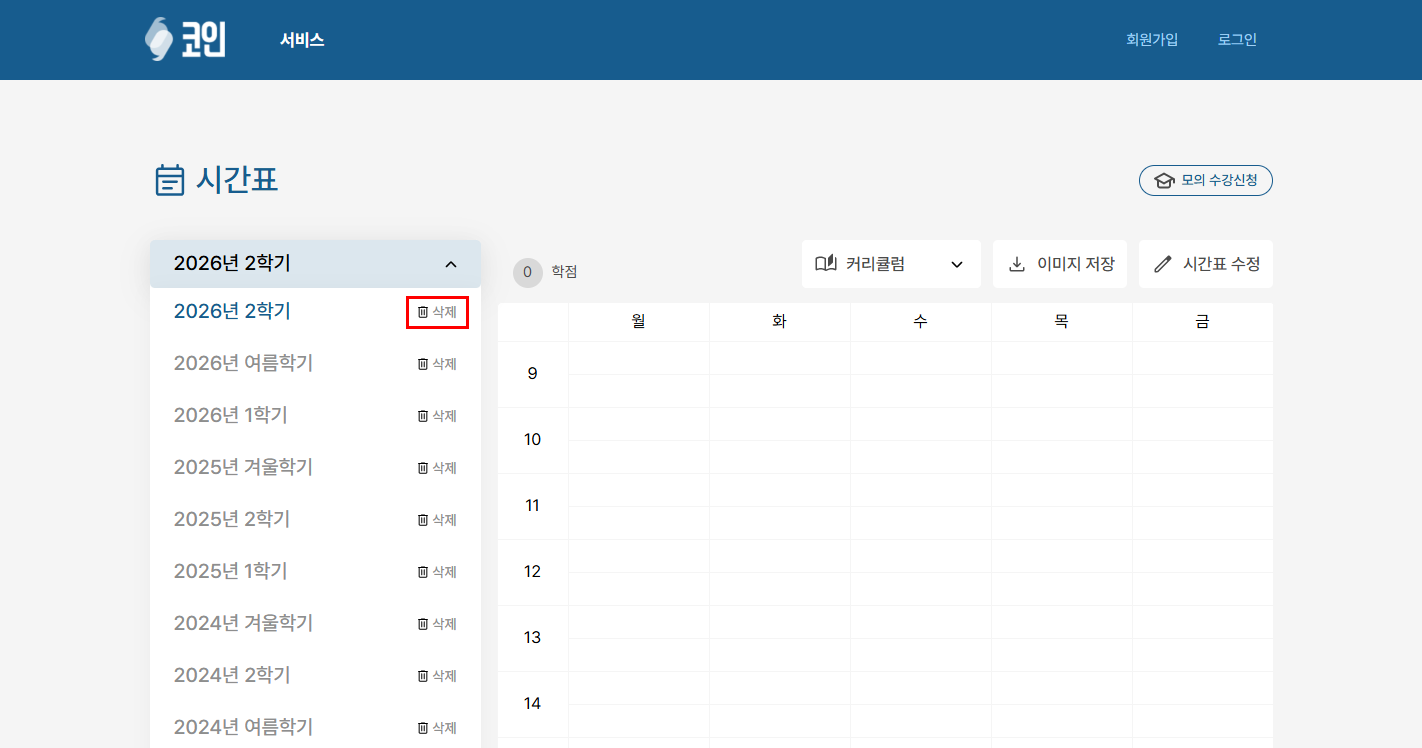 코인
서비스
회원가입
로그인
시간표
모의 수강신청
2026년 2학기
0 학점
커리큘럼
이미지 저장
시간표 수정
2026년 2학기 삭제
2026년 여름학기 삭제
2026년 1학기 삭제
2025년 겨울학기 삭제
2025년 2학기 삭제
2025년 1학기 삭제
2024년 겨울학기 삭제
2024년 2학기 삭제
2024년 여름학기 삭제
월 화 수 목 금
9
10
11
12
13
14